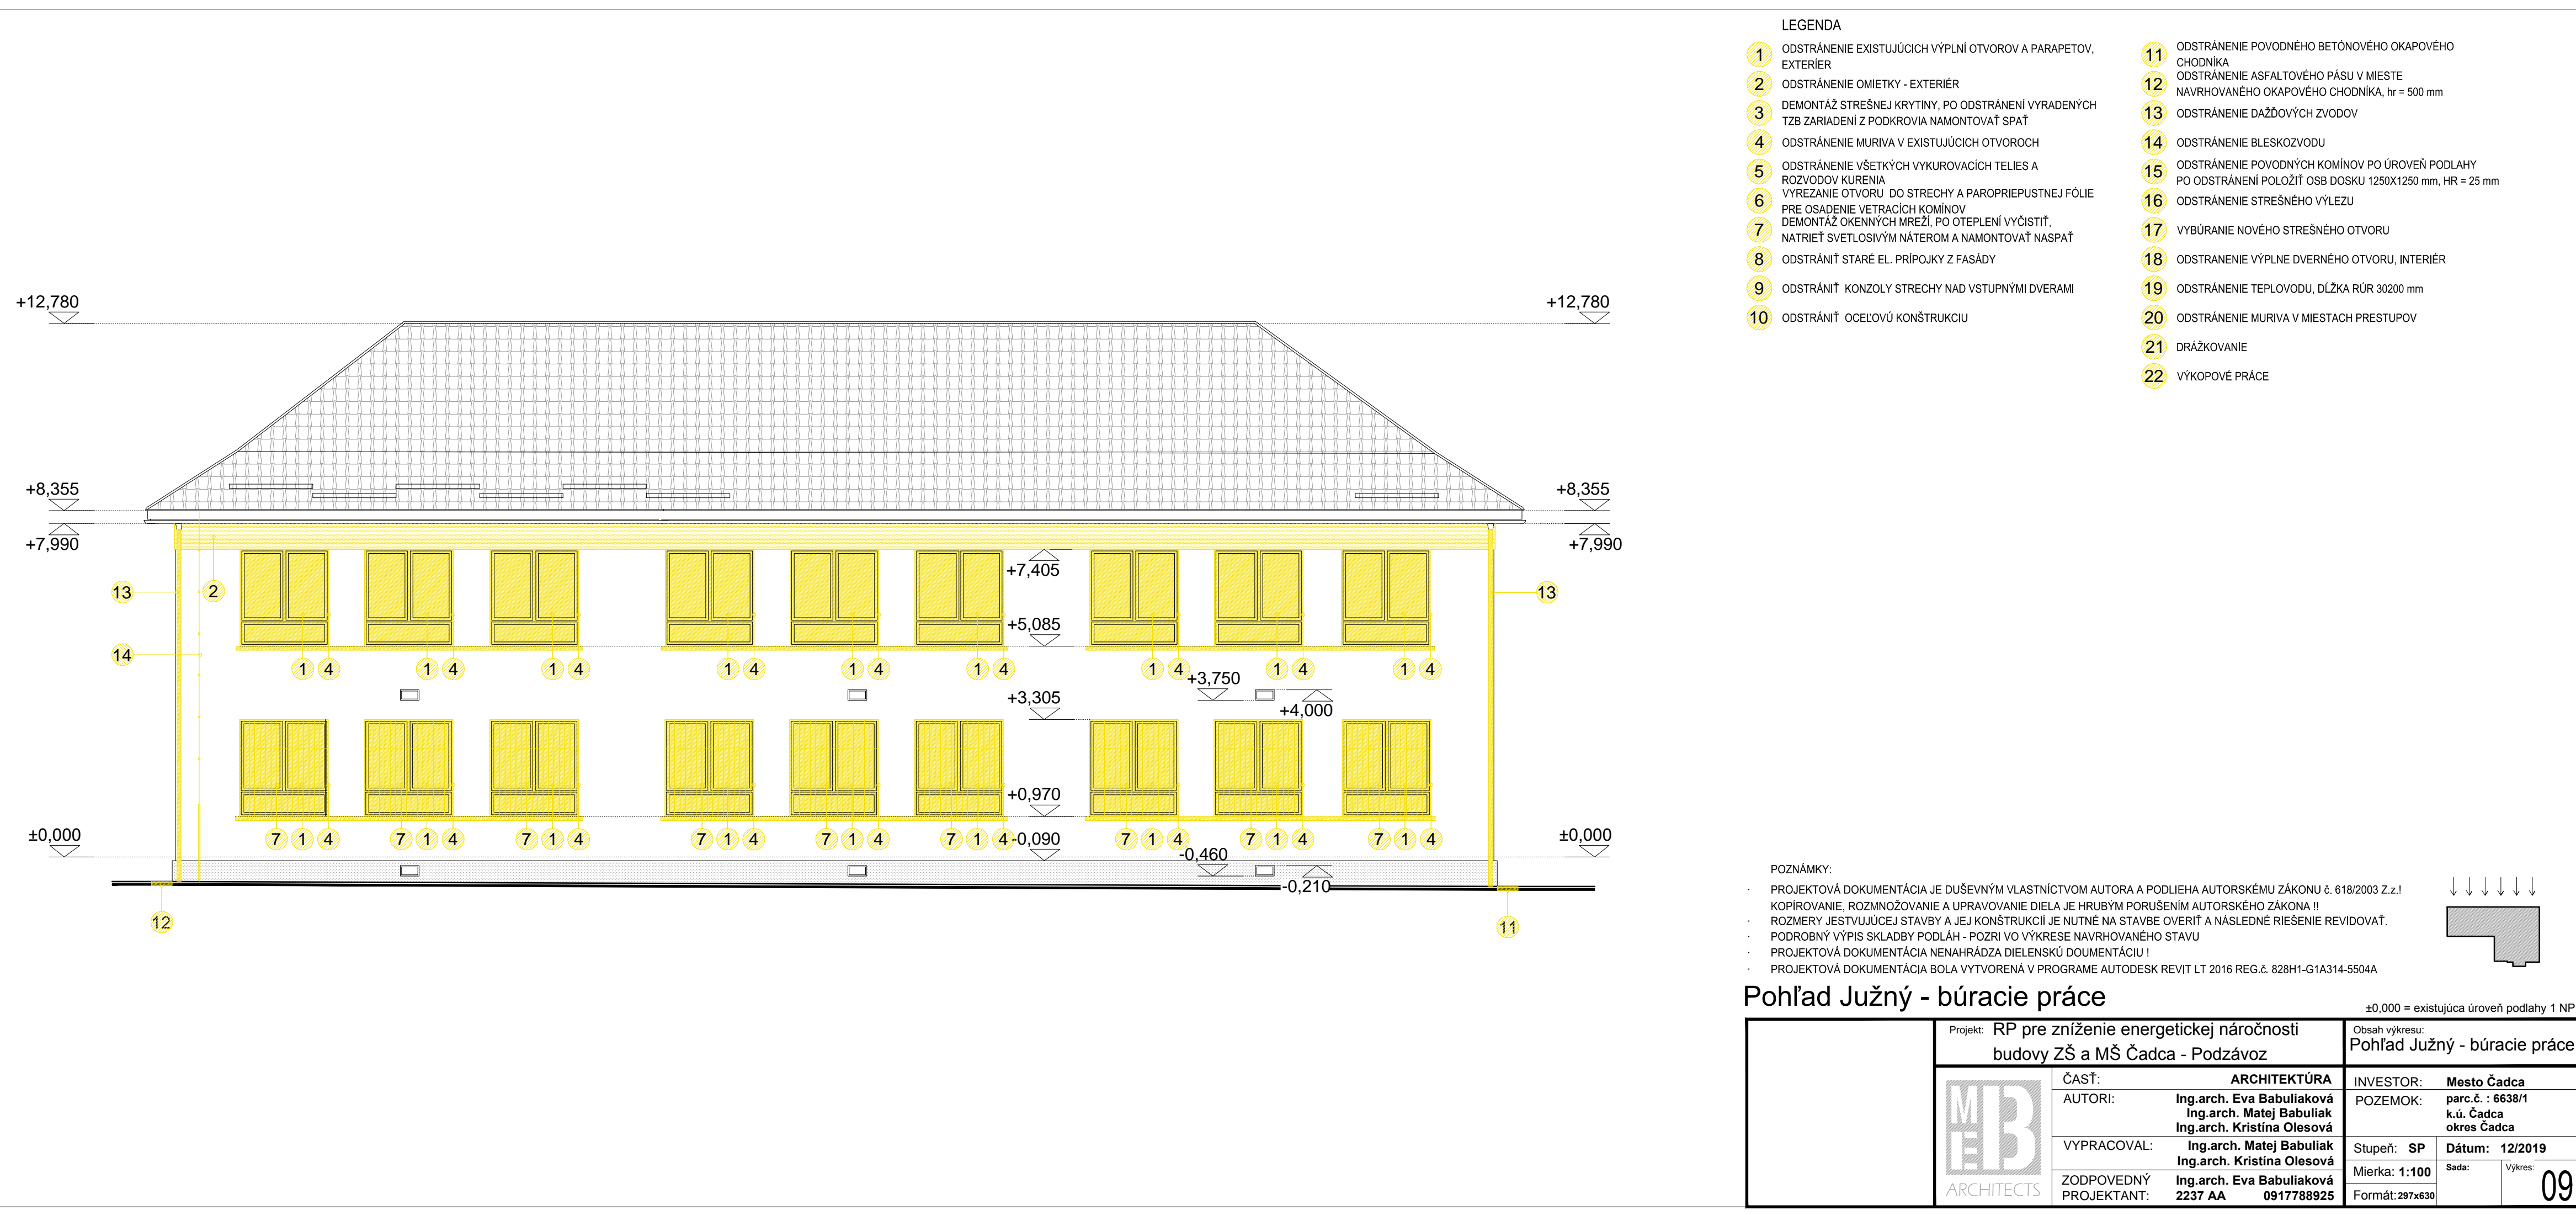 LEGENDA
1 ODSTRÁNENIE EXISTUJÚCICH VÝPLNÍ OTVOROV A PARAPETOV,
EXTERIÉR
2 ODSTRÁNENIE OMIETKY - EXTERIÉR
3 DEMONTÁŽ STREŠNEJ KRYTINY, PO ODSTRÁNENÍ VYRADENÝCH
TZB ZARIADENÍ Z PODKROVIA NAMONTOVAŤ SPAŤ
4 ODSTRÁNENIE MURIVA V EXISTUJÚCICH OTVOROCH
5 ODSTRÁNENIE VŠETKÝCH VYKUROVACÍCH TELIES A
ROZVODOV KURENIA
6 VYREZANIE OTVORU DO STRECHY A PAROPRIEPUSTNEJ FÓLIE
PRE OSADENIE VETRACÍCH KOMÍNOV
7 DEMONTÁŽ OKENNÝCH MREŽÍ, PO OTEPLENÍ VYČISTIŤ,
NATRIEŤ SVETLOSIVÝM NÁTEROM A NAMONTOVAŤ NASPAŤ
8 ODSTRÁNIŤ STARÉ EL. PRÍPOJKY Z FASÁDY
9 ODSTRÁNIŤ KONZOLY STRECHY NAD VSTUPNÝMI DVERAMI
10 ODSTRÁNIŤ OCEĽOVÚ KONŠTRUKCIU
11 ODSTRÁNENIE POVODNÉHO BETÓNOVÉHO OKAPOVÉHO
CHODNÍKA
12 ODSTRÁNENIE ASFALTOVÉHO PÁSU V MIESTE
NAVRHOVANÉHO OKAPOVÉHO CHODNÍKA, hr = 500 mm
13 ODSTRÁNENIE DAŽĎOVÝCH ZVODOV
14 ODSTRÁNENIE BLESKOZVODU
15 ODSTRÁNENIE POVODNÝCH KOMÍNOV PO ÚROVEŇ PODLAHY
PO ODSTRÁNENÍ POLOŽIŤ OSB DOSKU 1250X1250 mm, HR = 25 mm
16 ODSTRÁNENIE STREŠNÉHO VÝLEZU
17 VYBÚRANIE NOVÉHO STREŠNÉHO OTVORU
18 ODSTRANENIE VÝPLNE DVERNÉHO OTVORU, INTERIÉR
19 ODSTRÁNENIE TEPLOVODU, DĹŽKA RÚR 30200 mm
20 ODSTRÁNENIE MURIVA V MIESTACH PRESTUPOV
21 DRÁŽKOVANIE
22 VÝKOPOVÉ PRÁCE
+12,780 +12,780
+8,355 +8,355
+7,990 +7,990
+7,405
13 2 13
+5,085
14
1 4 1 4 1 4 1 4 1 4 1 4 1 4 1 4 1 4
+3,750
+3,305
+4,000
+0,970
±0,000 ±0,000
7 1 4 7 1 4 7 1 4 7 1 4 7 1 4 7 1 4 -0,090 7 1 4 7 1 4 7 1 4
-0,460
-0,210
12 11
POZNÁMKY:
· PROJEKTOVÁ DOKUMENTÁCIA JE DUŠEVNÝM VLASTNÍCTVOM AUTORA A PODLIEHA AUTORSKÉMU ZÁKONU č. 618/2003 Z.z.!
KOPÍROVANIE, ROZMNOŽOVANIE A UPRAVOVANIE DIELA JE HRUBÝM PORUŠENÍM AUTORSKÉHO ZÁKONA !!
· ROZMERY JESTVUJÚCEJ STAVBY A JEJ KONŠTRUKCIÍ JE NUTNÉ NA STAVBE OVERIŤ A NÁSLEDNÉ RIEŠENIE REVIDOVAŤ.
· PODROBNÝ VÝPIS SKLADBY PODLÁH - POZRI VO VÝKRESE NAVRHOVANÉHO STAVU
· PROJEKTOVÁ DOKUMENTÁCIA NENAHRÁDZA DIELENSKÚ DOUMENTÁCIU !
· PROJEKTOVÁ DOKUMENTÁCIA BOLA VYTVORENÁ V PROGRAME AUTODESK REVIT LT 2016 REG.č. 828H1-G1A314-5504A
Pohľad Južný - búracie práce
±0,000 = existujúca úroveň podlahy 1 NP
Projekt: RP pre zníženie energetickej náročnosti
budovy ZŠ a MŠ Čadca - Podzávoz
Obsah výkresu:
Pohľad Južný - búracie práce
MEB
ARCHITECTS
ČASŤ: ARCHITEKTÚRA
AUTORI: Ing.arch. Eva Babuliaková
Ing.arch. Matej Babuliak
Ing.arch. Kristína Olesová
VYPRACOVAL: Ing.arch. Matej Babuliak
Ing.arch. Kristína Olesová
ZODPOVEDNÝ Ing.arch. Eva Babuliaková
PROJEKTANT: 2237 AA 0917788925
INVESTOR: Mesto Čadca
POZEMOK: parc.č. : 6638/1
k.ú. Čadca
okres Čadca
Stupeň: SP Dátum: 12/2019
Mierka: 1:100 Sada: Výkres: 09
Formát: 297x630